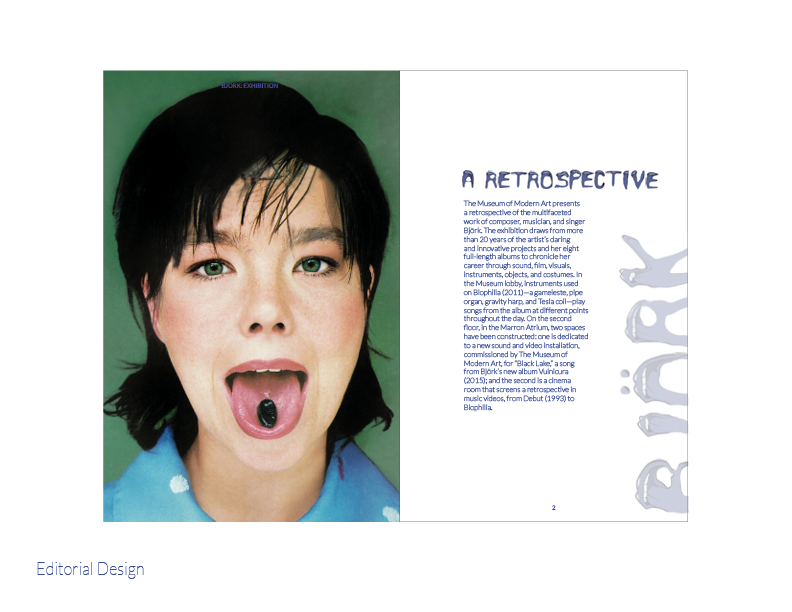 BJÖRK: EXHIBITION
A RETROSPECTIVE
The Museum of Modern Art presents
a retrospective of the multifaceted
work of composer, musician, and singer
Björk. The exhibition draws from more
than 20 years of the artist's daring
and innovative projects and her eight
full-length albums to chronicle her
career through sound, film, visuals,
instruments, objects, and costumes. In
the Museum lobby, instruments used
on Biophilia (2011)—a gameleste, pipe
organ, gravity harp, and Tesla coil—play
songs from the album at different points
throughout the day. On the second
floor, in the Marron Atrium, two spaces
have been constructed: one is dedicated
to a new sound and video installation,
commissioned by The Museum of
Modern Art, for "Black Lake," a song
from Björk's new album Vulnicura
(2015); and the second is a cinema
room that screens a retrospective in
music videos, from Debut (1993) to
Biophilia.
BJÖRK
2
Editorial Design